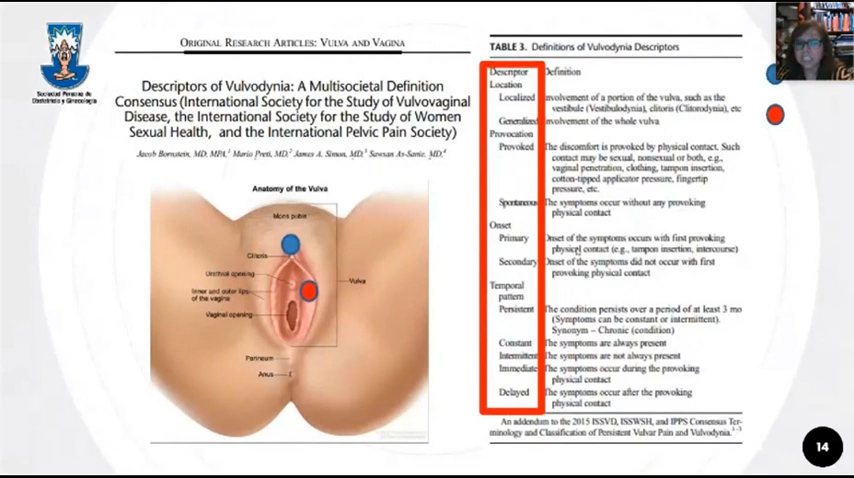 Sociedad Peruana de
Obstetricia y Ginecología
ORIGINAL RESEARCH ARTICLES: VULVA AND VAGINA
Descriptors of Vulvodynia: A Multisocietal Definition
Consensus (International Society for the Study of Vulvovaginal
Disease, the International Society for the Study of Women
Sexual Health, and the International Pelvic Pain Society)
Jacob Bornstein, MD, MPA,1 Mario Preti, MD,2 James A. Simon, MD,3 Sawsan As-Sanie, MD,4
Anatomy of the Vulva
Mons pubis
Clitoris
Urethral opening
Inner and outer lips
of the vagina
Vaginal opening
Vulva
Perineum
Anus
TABLE 3. Definitions of Vulvodynia Descriptors
Descriptor Definition
Location
Localized Involvement of a portion of the vulva, such as the
vestibule (Vestibulodynia), clitoris (Clitorodynia), etc
Generalized Involvement of the whole vulva
Provocation
Provoked The discomfort is provoked by physical contact. Such
contact may be sexual, nonsexual or both, e.g.,
vaginal penetration, clothing, tampon insertion,
cotton-tipped applicator pressure, fingertip
pressure, etc.
Spontaneous The symptoms occur without any provoking
physical contact
Onset
Primary Onset of the symptoms occurs with first provoking
physical contact (e.g., tampon insertion, intercourse)
Secondary Onset of the symptoms did not occur with first
provoking physical contact
Temporal
pattern
Persistent The condition persists over a period of at least 3 mo
(Symptoms can be constant or intermittent).
Synonym – Chronic (condition)
Constant The symptoms are always present
Intermittent The symptoms are not always present
Immediate The symptoms occur during the provoking
physical contact
Delayed The symptoms occur after the provoking
physical contact
An addendum to the 2015 ISSVD, ISSWSH, and IPPS Consensus Ter-
minology and Classification of Persistent Vulvar Pain and Vulvodynia.1–3
14